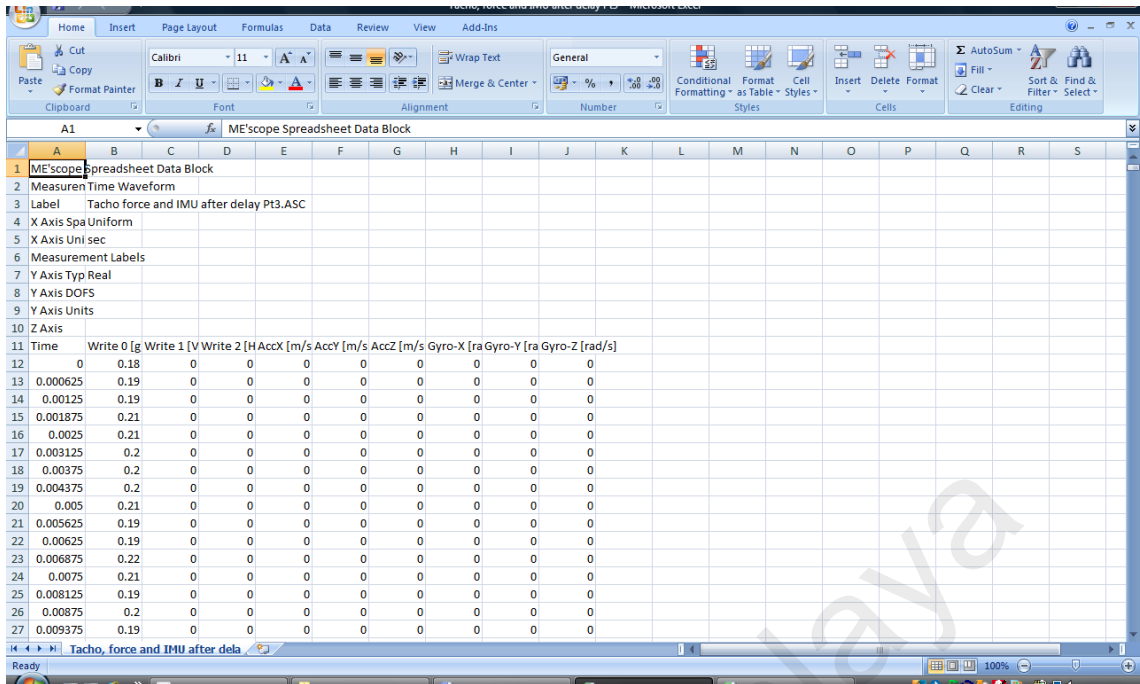 Tacho, force and IMU after delay Pt3 - Microsoft Excel
Home Insert Page Layout Formulas Data Review View Add-Ins
Paste Cut Copy Format Painter
Calibri 11 A A
B I U A
Wrap Text
Merge & Center
General
% , .0 .00 .00 .0
Conditional Formatting Format as Table Cell Styles
Insert Delete Format
Σ AutoSum Fill Clear Sort & Filter Find & Select
Clipboard Font Alignment Number Styles Cells Editing
A1 fx ME'scope Spreadsheet Data Block
A B C D E F G H I J K L M N O P Q R S
1 ME'scope Spreadsheet Data Block
2 Measuren Time Waveform
3 Label Tacho force and IMU after delay Pt3.ASC
4 X Axis Spa Uniform
5 X Axis Uni sec
6 Measurement Labels
7 Y Axis Typ Real
8 Y Axis DOFS
9 Y Axis Units
10 Z Axis
11 Time Write 0 [g Write 1 [V Write 2 [H AccX [m/s AccY [m/s AccZ [m/s Gyro-X [ra Gyro-Y [ra Gyro-Z [rad/s]
12 0 0.18 0 0 0 0 0 0 0 0
13 0.000625 0.19 0 0 0 0 0 0 0 0
14 0.00125 0.19 0 0 0 0 0 0 0 0
15 0.001875 0.21 0 0 0 0 0 0 0 0
16 0.0025 0.21 0 0 0 0 0 0 0 0
17 0.003125 0.2 0 0 0 0 0 0 0 0
18 0.00375 0.2 0 0 0 0 0 0 0 0
19 0.004375 0.2 0 0 0 0 0 0 0 0
20 0.005 0.21 0 0 0 0 0 0 0 0
21 0.005625 0.19 0 0 0 0 0 0 0 0
22 0.00625 0.19 0 0 0 0 0 0 0 0
23 0.006875 0.22 0 0 0 0 0 0 0 0
24 0.0075 0.21 0 0 0 0 0 0 0 0
25 0.008125 0.19 0 0 0 0 0 0 0 0
26 0.00875 0.2 0 0 0 0 0 0 0 0
27 0.009375 0.19 0 0 0 0 0 0 0 0
Tacho, force and IMU after dela
Ready 100%
laya